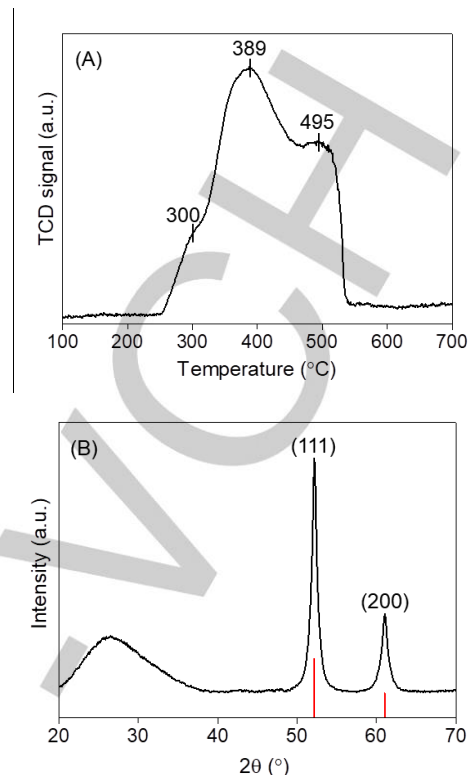 (A)
389
495
300
TCD signal (a.u.)
100 200 300 400 500 600 700
Temperature (°C)
(B)
(111)
(200)
Intensity (a.u.)
20 30 40 50 60 70
2θ (°)
-VCH